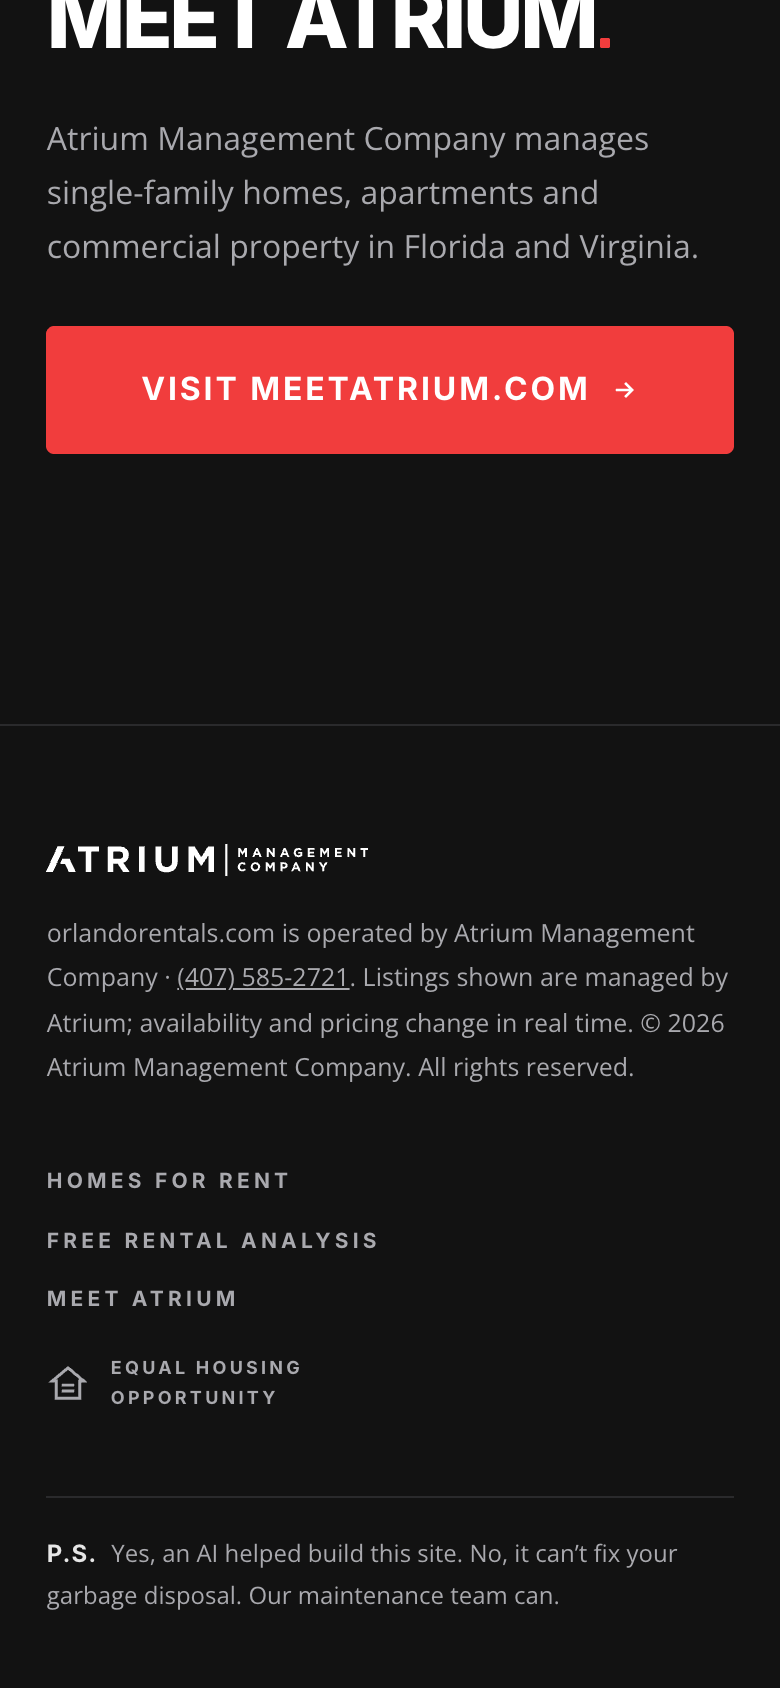 MEET ATRIUM.
Atrium Management Company manages
single-family homes, apartments and
commercial property in Florida and Virginia.
VISIT MEETATRIUM.COM →
ATRIUM | MANAGEMENT
COMPANY
orlandorentals.com is operated by Atrium Management
Company · (407) 585-2721. Listings shown are managed by
Atrium; availability and pricing change in real time. © 2026
Atrium Management Company. All rights reserved.
HOMES FOR RENT
FREE RENTAL ANALYSIS
MEET ATRIUM
EQUAL HOUSING
OPPORTUNITY
P.S. Yes, an AI helped build this site. No, it can’t fix your
garbage disposal. Our maintenance team can.